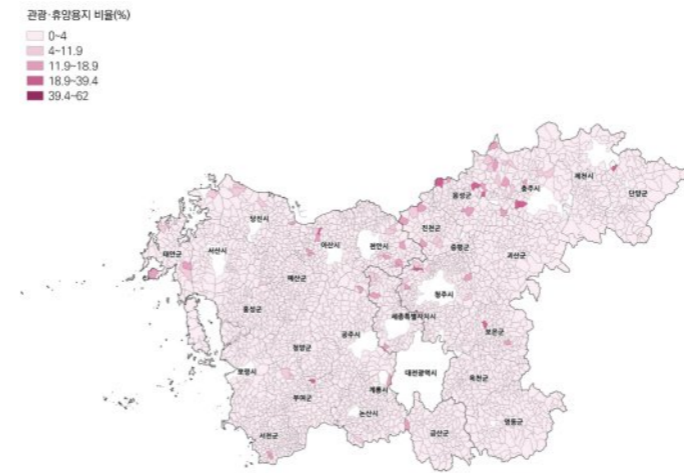 관광·휴양용지 비율(%)
0~4
4~11.9
11.9~18.9
18.9~39.4
39.4~62
제천시
충주시
단양군
음성군
당진시
진천군
아산시
천안시
증평군
태안군
서산시
괴산군
예산군
청주시
홍성군
세종특별자치시
공주시
보은군
청양군
대전광역시
보령시
옥천군
계룡시
부여군
논산시
영동군
금산군
서천군